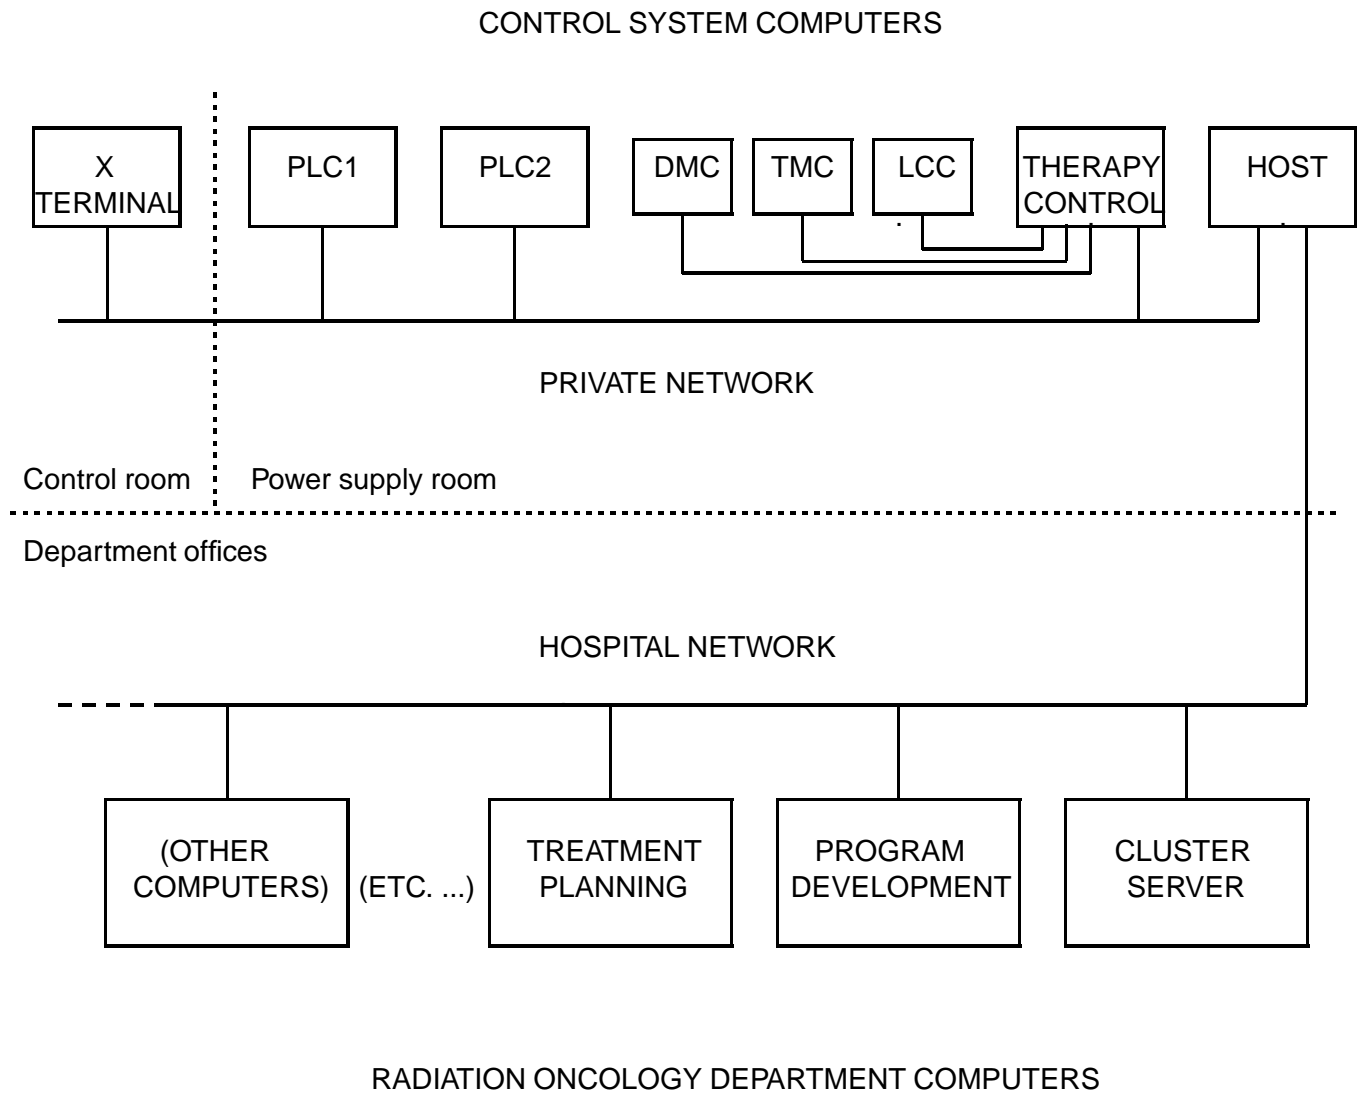 CONTROL SYSTEM COMPUTERS
X
TERMINAL
PLC1
PLC2
DMC
TMC
LCC
THERAPY
CONTROL
HOST
PRIVATE NETWORK
Control room
Power supply room
Department offices
HOSPITAL NETWORK
(OTHER
COMPUTERS)
(ETC. ...)
TREATMENT
PLANNING
PROGRAM
DEVELOPMENT
CLUSTER
SERVER
RADIATION ONCOLOGY DEPARTMENT COMPUTERS